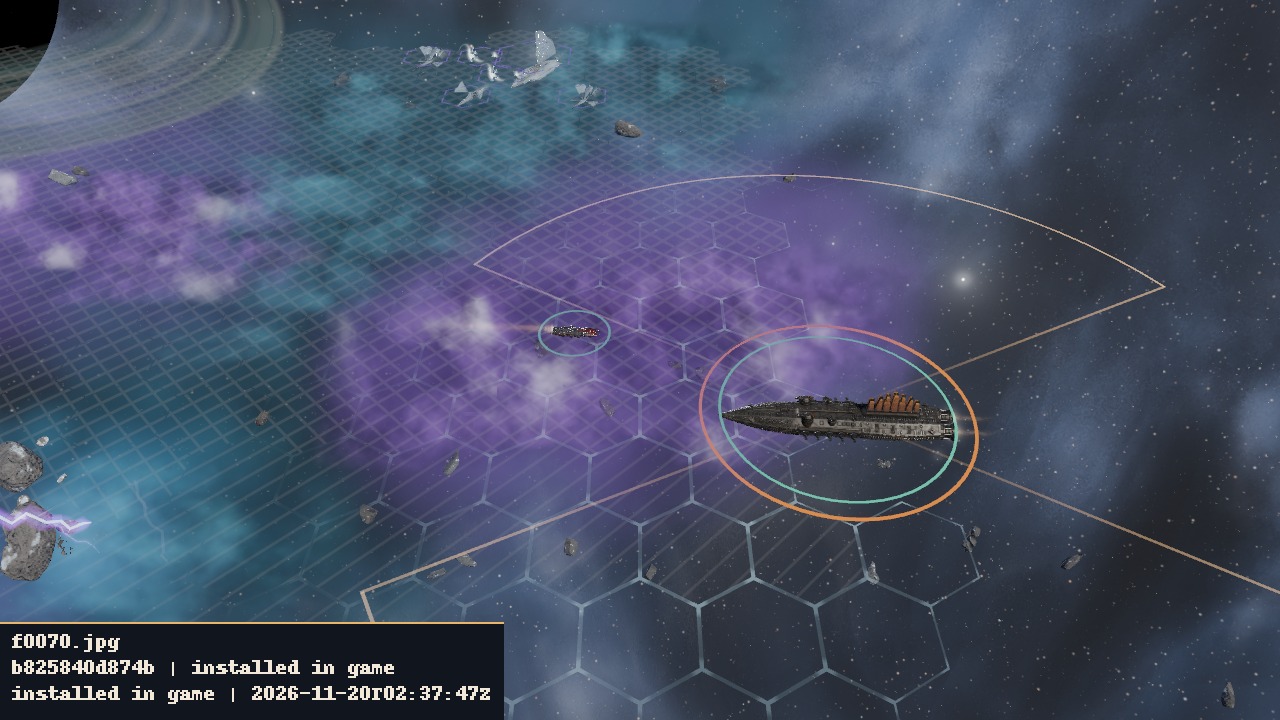 f0070.jpg
b825840d874b | installed in game
installed in game | 2026-11-20T02:37:47Z